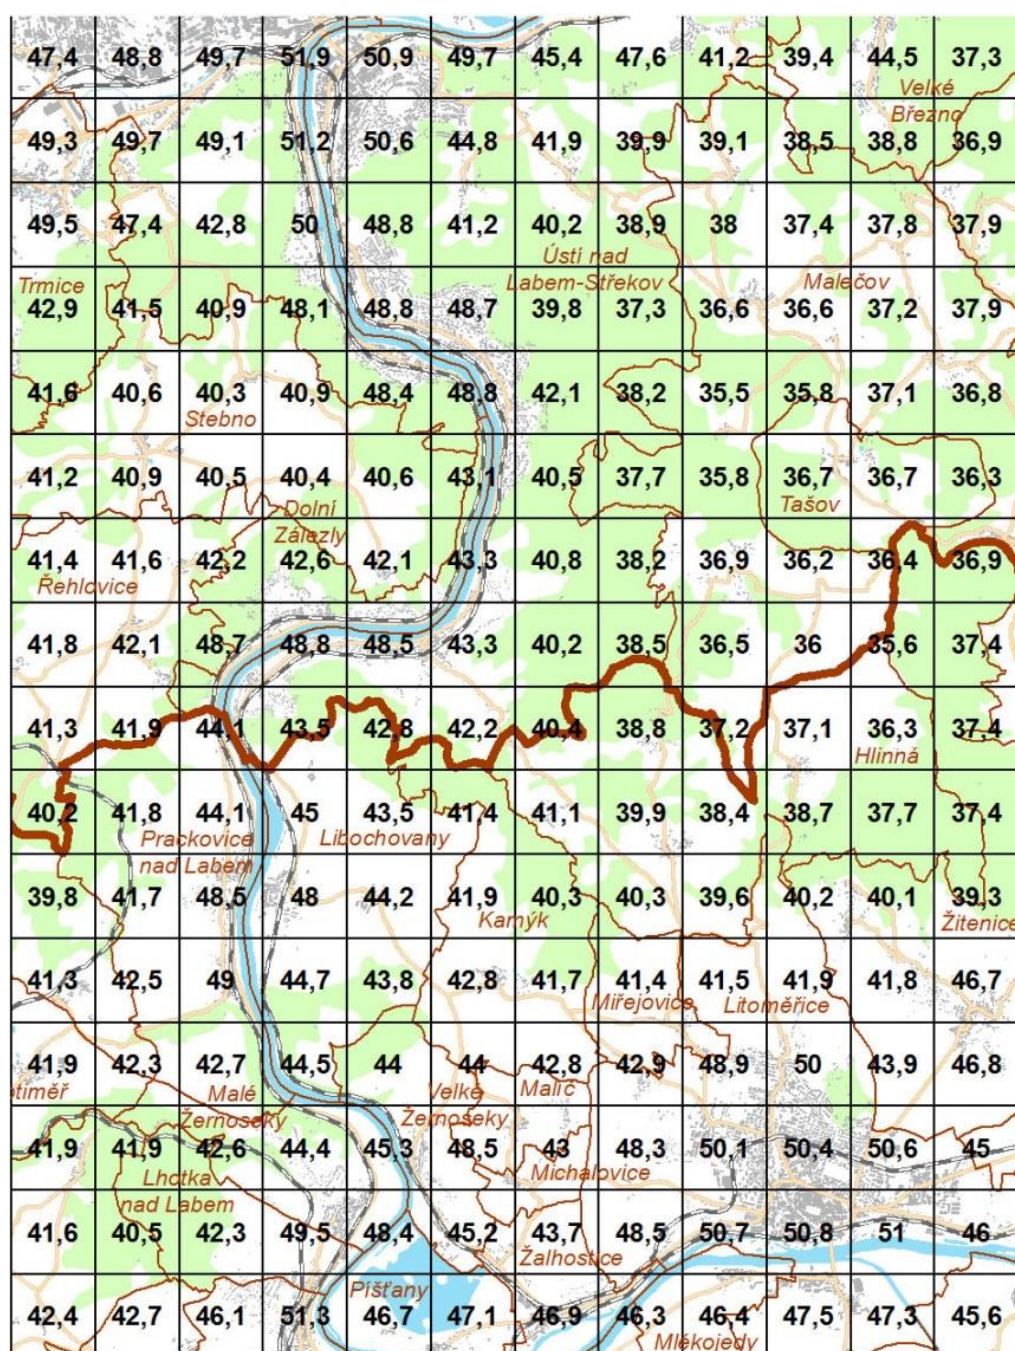 47,4 48,8 49,7 51,9 50,9 49,7 45,4 47,6 41,2 39,4 44,5 37,3
Velké
Březno
49,3 49,7 49,1 51,2 50,6 44,8 41,9 39,9 39,1 38,5 38,8 36,9
49,5 47,4 42,8 50 48,8 41,2 40,2 38,9 38 37,4 37,8 37,9
Ústí nad
Trmice Labem-Střekov Malečov
42,9 41,5 40,9 48,1 48,8 48,7 39,8 37,3 36,6 36,6 37,2 37,9
41,6 40,6 40,3 40,9 48,4 48,8 42,1 38,2 35,5 35,8 37,1 36,8
Stebno
41,2 40,9 40,5 40,4 40,6 43,1 40,5 37,7 35,8 36,7 36,7 36,3
Dolní Tašov
Zálezly
41,4 41,6 42,2 42,6 42,1 43,3 40,8 38,2 36,9 36,2 36,4 36,9
Řehlovice
41,8 42,1 48,7 48,8 48,5 43,3 40,2 38,5 36,5 36 35,6 37,4
41,3 41,9 44,1 43,5 42,8 42,2 40,4 38,8 37,2 37,1 36,3 37,4
Hlinná
40,2 41,8 44,1 45 43,5 41,4 41,1 39,9 38,4 38,7 37,7 37,4
Prackovice Libochovany
nad Labem
39,8 41,7 48,5 48 44,2 41,9 40,3 40,3 39,6 40,2 40,1 39,3
Kamýk Žitenice
41,3 42,5 49 44,7 43,8 42,8 41,7 41,4 41,5 41,9 41,8 46,7
Miřejovice Litoměřice
41,9 42,3 42,7 44,5 44 44 42,8 42,9 48,9 50 43,9 46,8
otiměř Malé Velké Malíč
Žernoseky Žernoseky
41,9 41,9 42,6 44,4 45,3 48,5 43 48,3 50,1 50,4 50,6 45
Lhotka Michalovice
nad Labem
41,6 40,5 42,3 49,5 48,4 45,2 43,7 48,5 50,7 50,8 51 46
Žalhostice
Píšťany
42,4 42,7 46,1 51,3 46,7 47,1 46,9 46,3 46,4 47,5 47,3 45,6
Mlékojedy